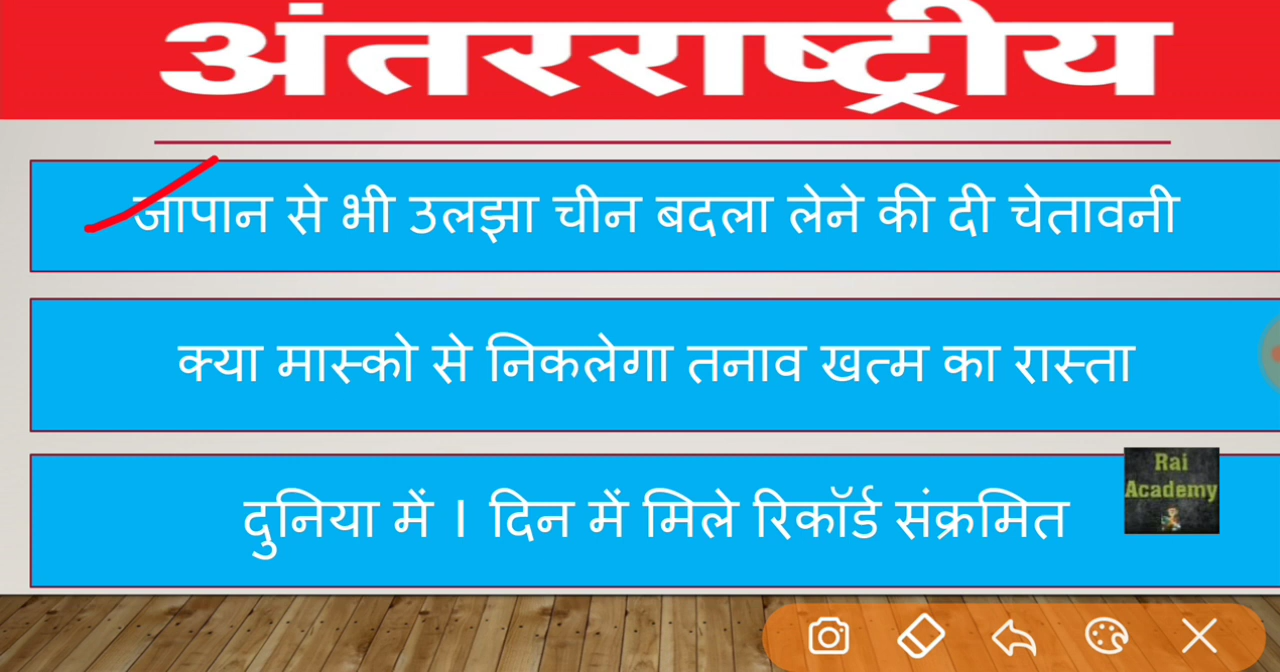 अंतरराष्ट्रीय
जापान से भी उलझा चीन बदला लेने की दी चेतावनी
क्या मास्को से निकलेगा तनाव खत्म का रास्ता
दुनिया में । दिन में मिले रिकॉर्ड संक्रमित
Rai
Academy